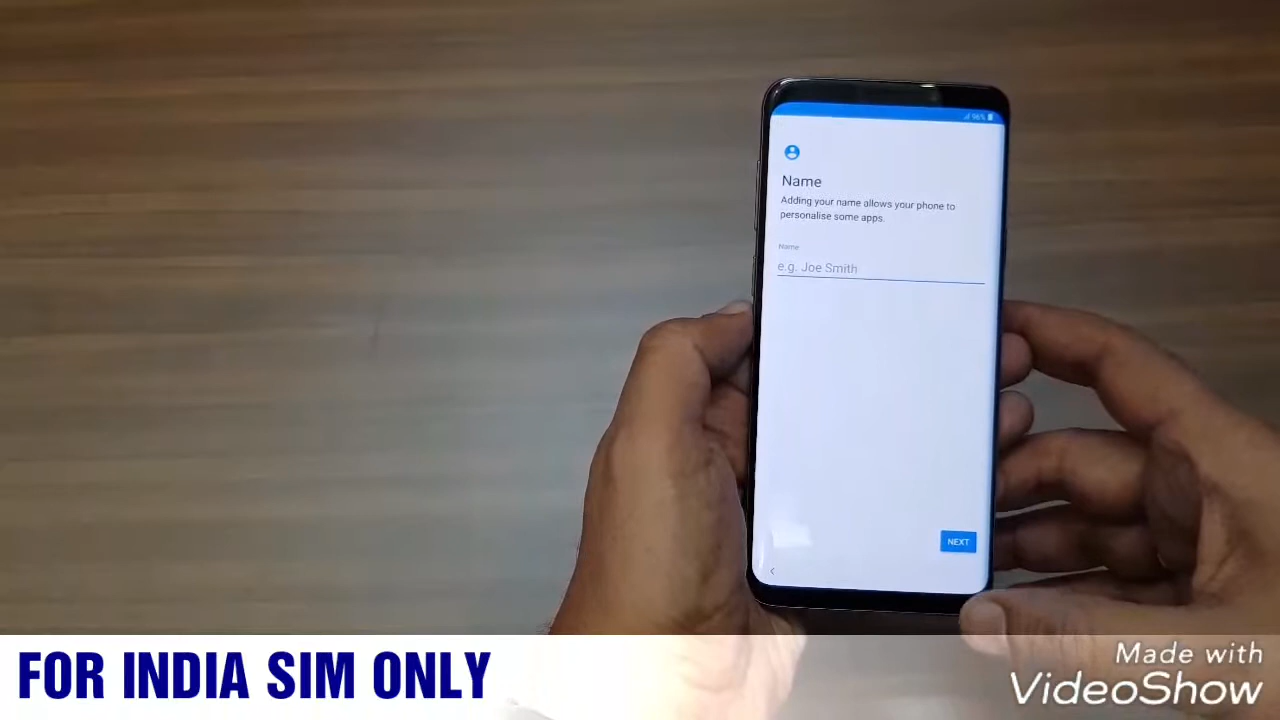 96%
Name
Adding your name allows your phone to
personalise some apps.
Name
e.g. Joe Smith
NEXT
FOR INDIA SIM ONLY
Made with
VideoShow